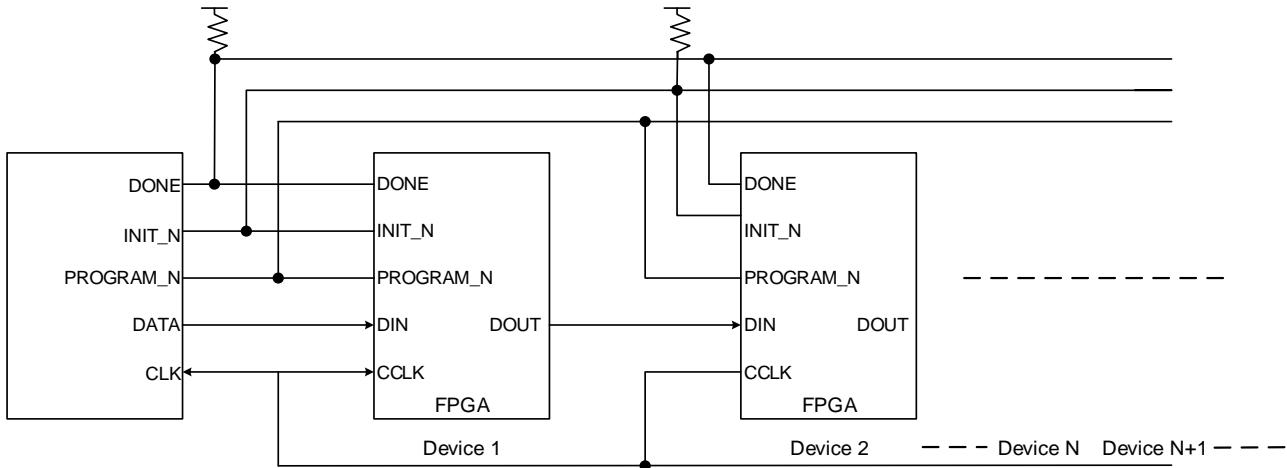 DONE
INIT_N
PROGRAM_N
DATA
CLK
DONE
INIT_N
PROGRAM_N
DIN
DOUT
CCLK
FPGA
Device 1
DONE
INIT_N
PROGRAM_N
DIN
DOUT
CCLK
FPGA
Device 2
Device N
Device N+1